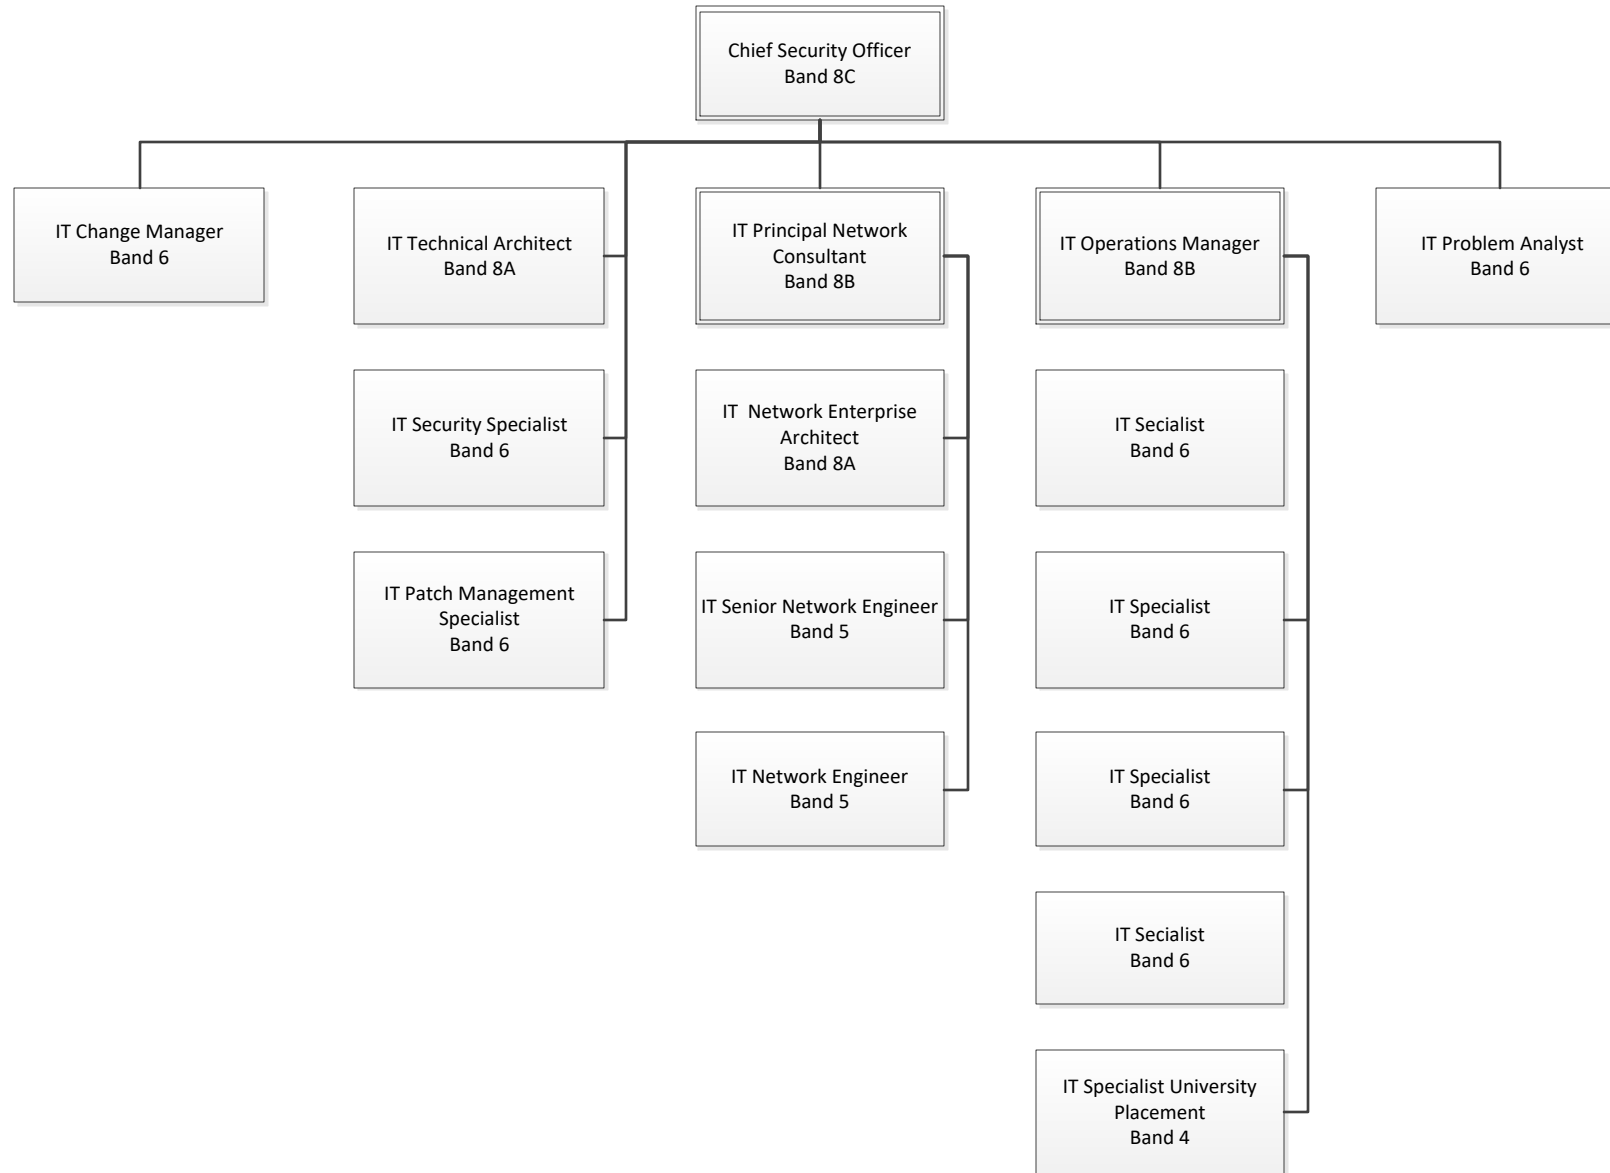 Chief Security Officer
Band 8C
IT Change Manager
Band 6
IT Technical Architect
Band 8A
IT Principal Network
Consultant
Band 8B
IT Operations Manager
Band 8B
IT Problem Analyst
Band 6
IT Security Specialist
Band 6
IT  Network Enterprise
Architect
Band 8A
IT Secialist
Band 6
IT Patch Management
Specialist
Band 6
IT Senior Network Engineer
Band 5
IT Specialist
Band 6
IT Network Engineer
Band 5
IT Specialist
Band 6
IT Secialist
Band 6
IT Specialist University
Placement
Band 4